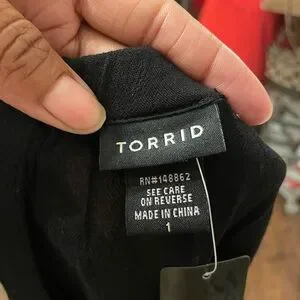 TORRID
RN#148862
SEE CARE
ON REVERSE
MADE IN CHINA
1